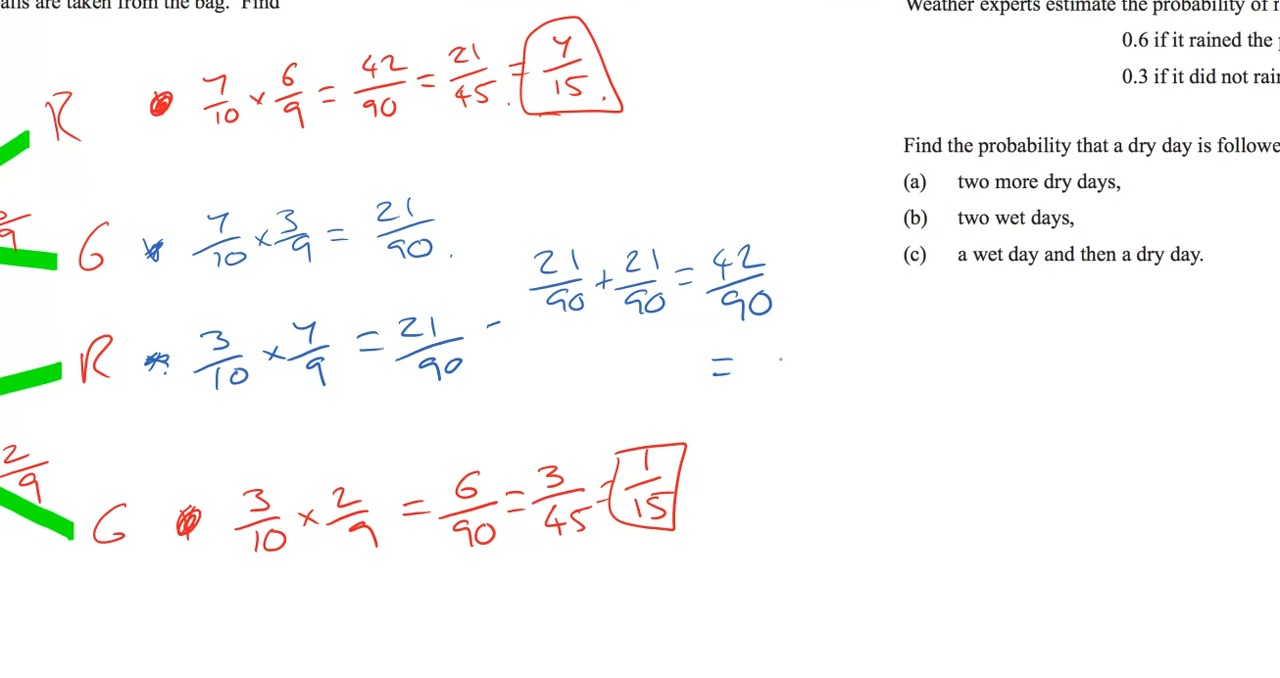 alls are taken from the bag. Find
R 7/10 × 6/9 = 42/90 = 21/45 = 7/15
G 7/10 × 3/9 = 21/90
21/90 + 21/90 = 42/90
R 3/10 × 7/9 = 21/90
=
2/9
G 3/10 × 2/9 = 6/90 = 3/45 = 1/15
Weather experts estimate the probability of
0.6 if it rained the
0.3 if it did not rai
Find the probability that a dry day is followe
(a) two more dry days,
(b) two wet days,
(c) a wet day and then a dry day.